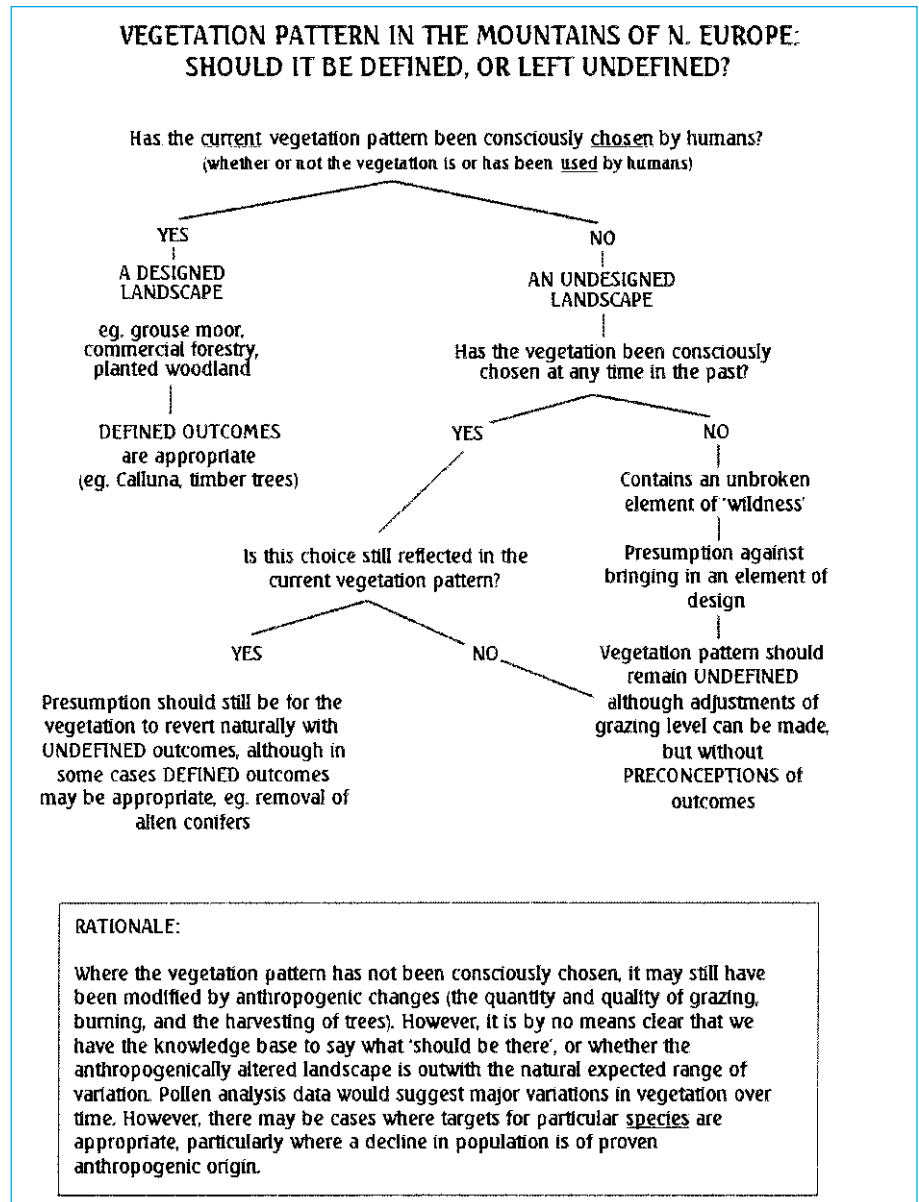 VEGETATION PATTERN IN THE MOUNTAINS OF N. EUROPE:
SHOULD IT BE DEFINED, OR LEFT UNDEFINED?
Has the current vegetation pattern been consciously chosen by humans?
(whether or not the vegetation is or has been used by humans)
YES
A DESIGNED
LANDSCAPE
eg. grouse moor,
commercial forestry,
planted woodland
DEFINED OUTCOMES
are appropriate
(eg. Calluna, timber trees)
NO
AN UNDESIGNED
LANDSCAPE
Has the vegetation been consciously
chosen at any time in the past?
YES
NO
Contains an unbroken
element of 'wildness'
Presumption against
bringing in an element of
design
Is this choice still reflected in the
current vegetation pattern?
YES
NO
Presumption should still be for the
vegetation to revert naturally with
UNDEFINED outcomes, although in
some cases DEFINED outcomes
may be appropriate, eg. removal of
alien conifers
Vegetation pattern should
remain UNDEFINED
although adjustments of
grazing level can be made,
but without
PRECONCEPTIONS of
outcomes
RATIONALE:
Where the vegetation pattern has not been consciously chosen, it may still have
been modified by anthropogenic changes (the quantity and quality of grazing,
burning, and the harvesting of trees). However, it is by no means clear that we
have the knowledge base to say what 'should be there', or whether the
anthropogenically altered landscape is outwith the natural expected range of
variation. Pollen analysis data would suggest major variations in vegetation over
time. However, there may be cases where targets for particular species are
appropriate, particularly where a decline in population is of proven
anthropogenic origin.